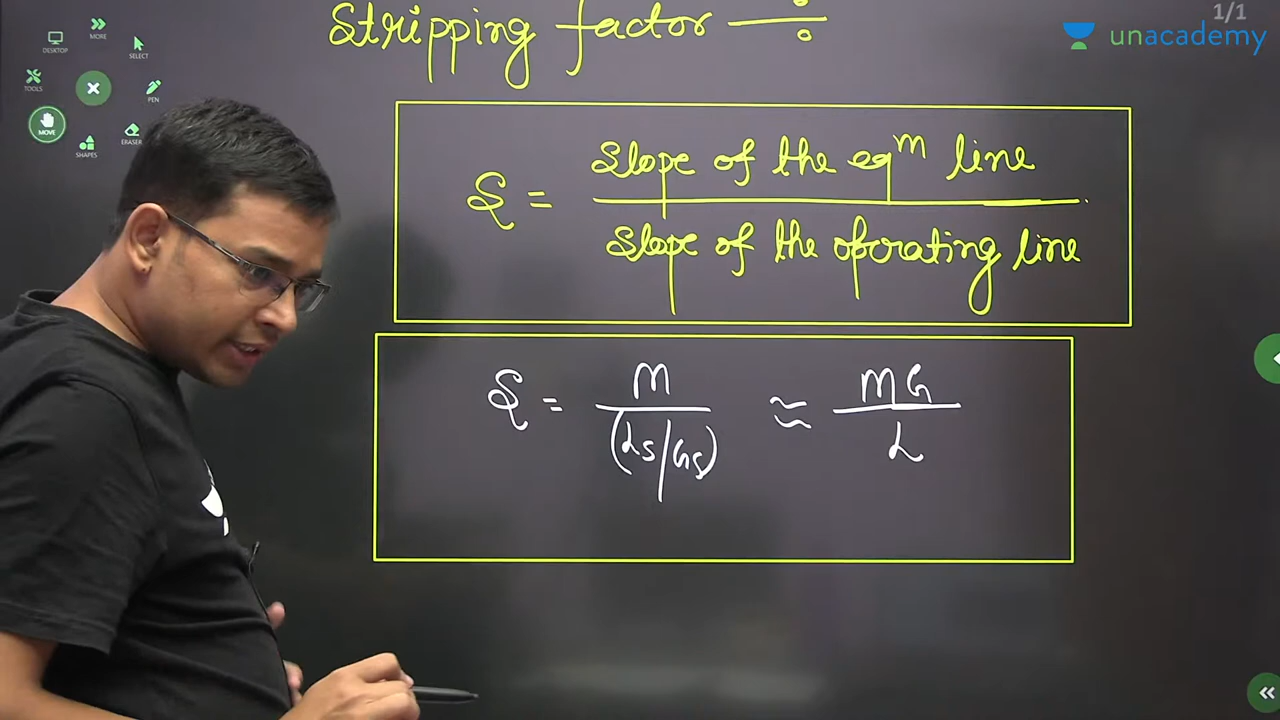 1/1
unacademy
DESKTOP
MORE
SELECT
TOOLS
PEN
MOVE
ERASER
SHAPES
Stripping factor ÷
S = Slope of the eqᵐ line
Slope of the operating line
S = m/(Ls/Gs) ≈ mG/L